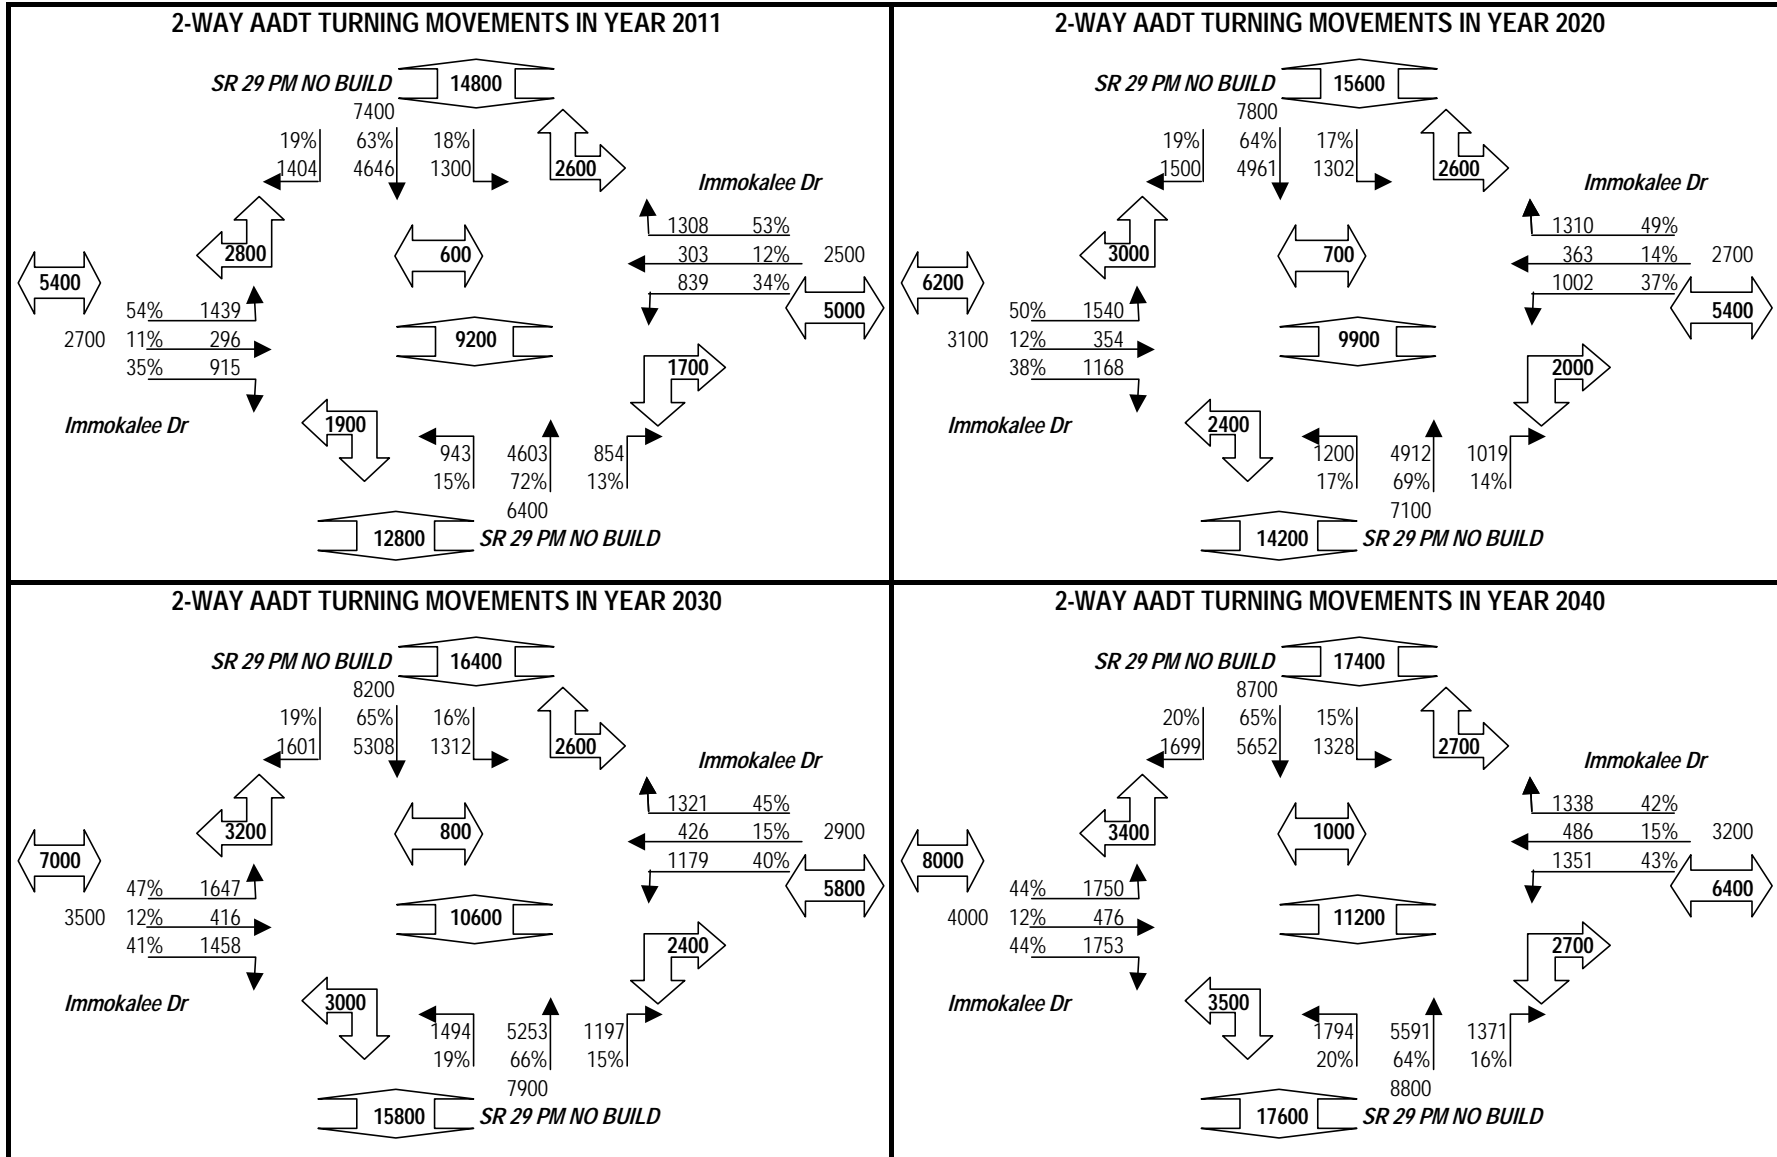 2-WAY AADT TURNING MOVEMENTS IN YEAR 2011
SR 29 PM NO BUILD 14800
7400
19% 63% 18%
1404 4646 1300 2600
Immokalee Dr
1308 53%
2800 600 303 12% 2500
5400 839 34%
5000
54% 1439
2700 11% 296 9200
35% 915 1700
Immokalee Dr 1900
943 4603 854
15% 72% 13%
6400
12800 SR 29 PM NO BUILD
2-WAY AADT TURNING MOVEMENTS IN YEAR 2020
SR 29 PM NO BUILD 15600
7800
19% 64% 17%
1500 4961 1302 2600
Immokalee Dr
1310 49%
3000 700 363 14% 2700
6200 1002 37%
5400
50% 1540
3100 12% 354 9900
38% 1168 2000
Immokalee Dr 2400
1200 4912 1019
17% 69% 14%
7100
14200 SR 29 PM NO BUILD
2-WAY AADT TURNING MOVEMENTS IN YEAR 2030
SR 29 PM NO BUILD 16400
8200
19% 65% 16%
1601 5308 1312 2600
Immokalee Dr
1321 45%
3200 800 426 15% 2900
7000 1179 40%
5800
47% 1647
3500 12% 416 10600
41% 1458 2400
Immokalee Dr 3000
1494 5253 1197
19% 66% 15%
7900
15800 SR 29 PM NO BUILD
2-WAY AADT TURNING MOVEMENTS IN YEAR 2040
SR 29 PM NO BUILD 17400
8700
20% 65% 15%
1699 5652 1328 2700
Immokalee Dr
1338 42%
3400 1000 486 15% 3200
8000 1351 43%
6400
44% 1750
4000 12% 476 11200
44% 1753 2700
Immokalee Dr 3500
1794 5591 1371
20% 64% 16%
8800
17600 SR 29 PM NO BUILD